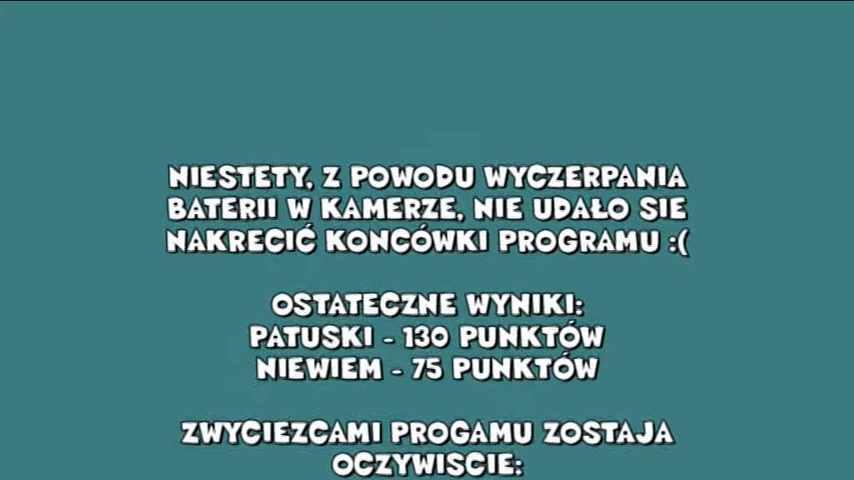 NIESTETY, Z POWODU WYCZERPANIA
BATERII W KAMERZE, NIE UDAŁO SIE
NAKRECIĆ KONCÓWKI PROGRAMU :(
OSTATECZNE WYNIKI:
PATUSKI - 130 PUNKTÓW
NIEWIEM - 75 PUNKTÓW
ZWYCIEZCAMI PROGAMU ZOSTAJA
OCZYWISCIE: